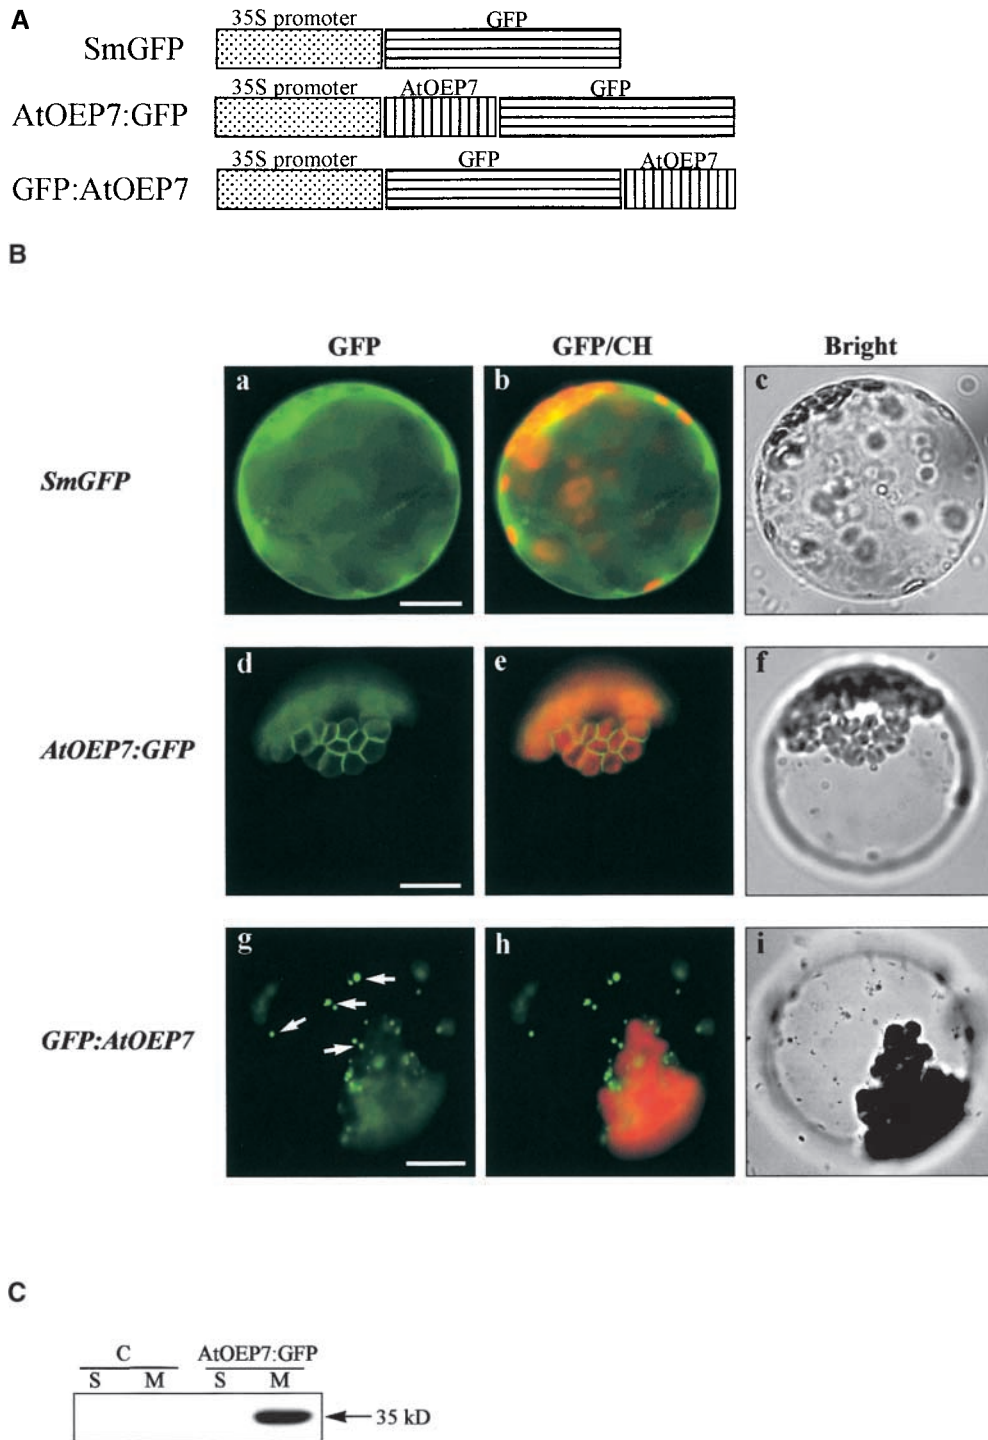 A
35S promoter GFP
SmGFP
35S promoter AtOEP7 GFP
AtOEP7:GFP
35S promoter GFP AtOEP7
GFP:AtOEP7
B
GFP GFP/CH Bright
a b c
SmGFP
d e f
AtOEP7:GFP
g h i
GFP:AtOEP7
C
C AtOEP7:GFP
S M S M
35 kD